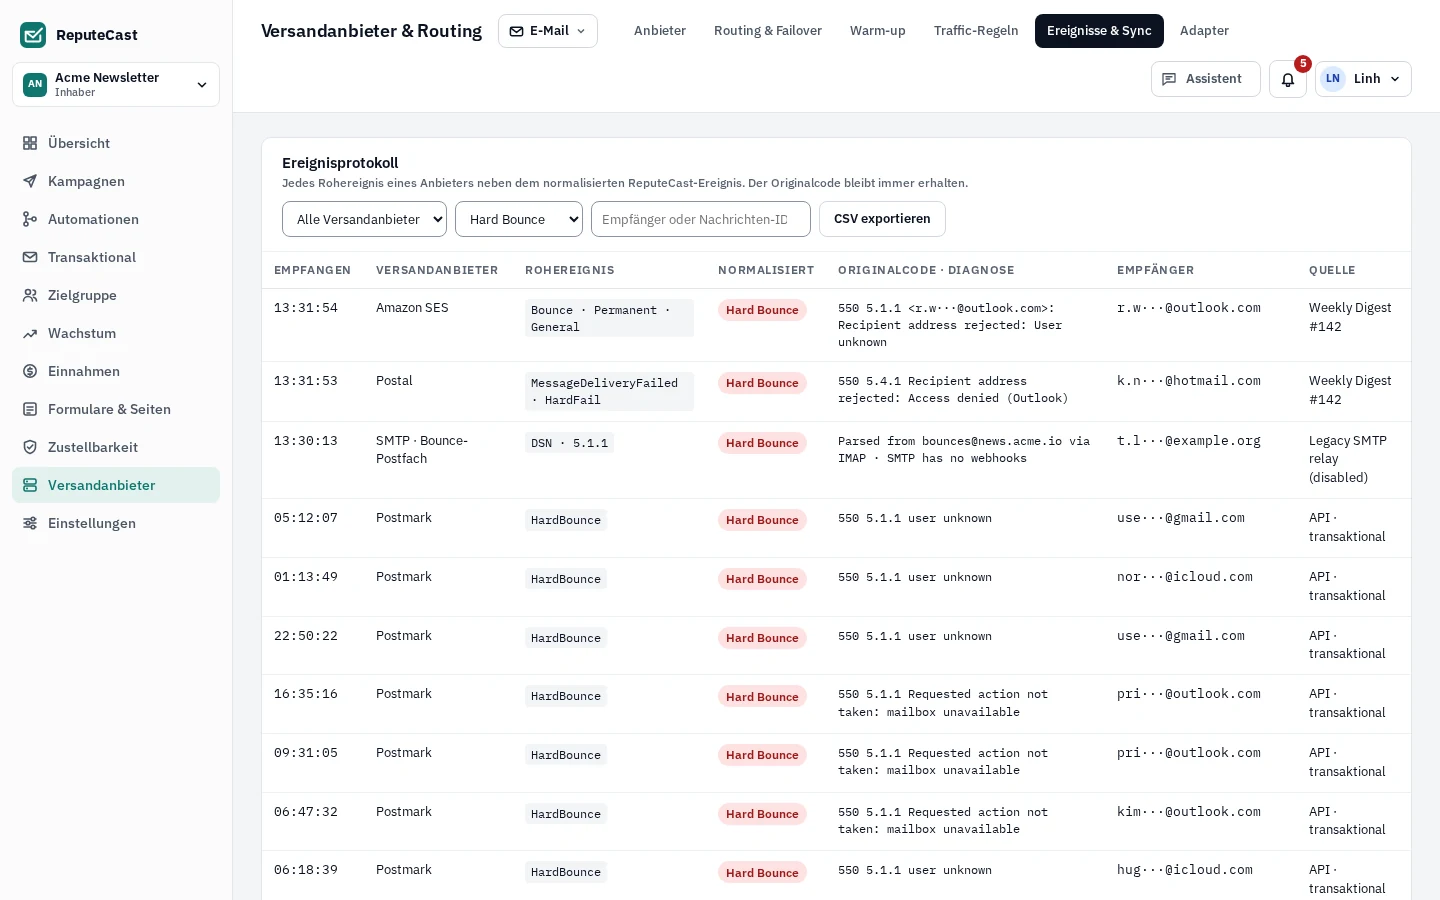 ReputeCast
AN
Acme Newsletter
Inhaber
Übersicht
Kampagnen
Automationen
Transaktional
Zielgruppe
Wachstum
Einnahmen
Formulare & Seiten
Zustellbarkeit
Versandanbieter
Einstellungen
Versandanbieter & Routing
E-Mail
Anbieter
Routing & Failover
Warm-up
Traffic-Regeln
Ereignisse & Sync
Adapter
Assistent
5
LN
Linh
Ereignisprotokoll
Jedes Rohereignis eines Anbieters neben dem normalisierten ReputeCast-Ereignis. Der Originalcode bleibt immer erhalten.
Alle Versandanbieter
Hard Bounce
Empfänger oder Nachrichten-ID
CSV exportieren
EMPFANGEN VERSANDANBIETER ROHEREIGNIS NORMALISIERT ORIGINALCODE · DIAGNOSE EMPFÄNGER QUELLE
13:31:54 Amazon SES Bounce · Permanent · Hard Bounce 550 5.1.1 <r.w···@outlook.com>: r.w···@outlook.com Weekly Digest
General Recipient address rejected: User #142
unknown
13:31:53 Postal MessageDeliveryFailed Hard Bounce 550 5.4.1 Recipient address k.n···@hotmail.com Weekly Digest
· HardFail rejected: Access denied (Outlook) #142
13:30:13 SMTP · Bounce- DSN · 5.1.1 Hard Bounce Parsed from bounces@news.acme.io via t.l···@example.org Legacy SMTP
Postfach IMAP · SMTP has no webhooks relay
(disabled)
05:12:07 Postmark HardBounce Hard Bounce 550 5.1.1 user unknown use···@gmail.com API ·
transaktional
01:13:49 Postmark HardBounce Hard Bounce 550 5.1.1 user unknown nor···@icloud.com API ·
transaktional
22:50:22 Postmark HardBounce Hard Bounce 550 5.1.1 user unknown use···@gmail.com API ·
transaktional
16:35:16 Postmark HardBounce Hard Bounce 550 5.1.1 Requested action not pri···@outlook.com API ·
taken: mailbox unavailable transaktional
09:31:05 Postmark HardBounce Hard Bounce 550 5.1.1 Requested action not pri···@outlook.com API ·
taken: mailbox unavailable transaktional
06:47:32 Postmark HardBounce Hard Bounce 550 5.1.1 Requested action not kim···@outlook.com API ·
taken: mailbox unavailable transaktional
06:18:39 Postmark HardBounce Hard Bounce 550 5.1.1 user unknown hug···@icloud.com API ·
transaktional